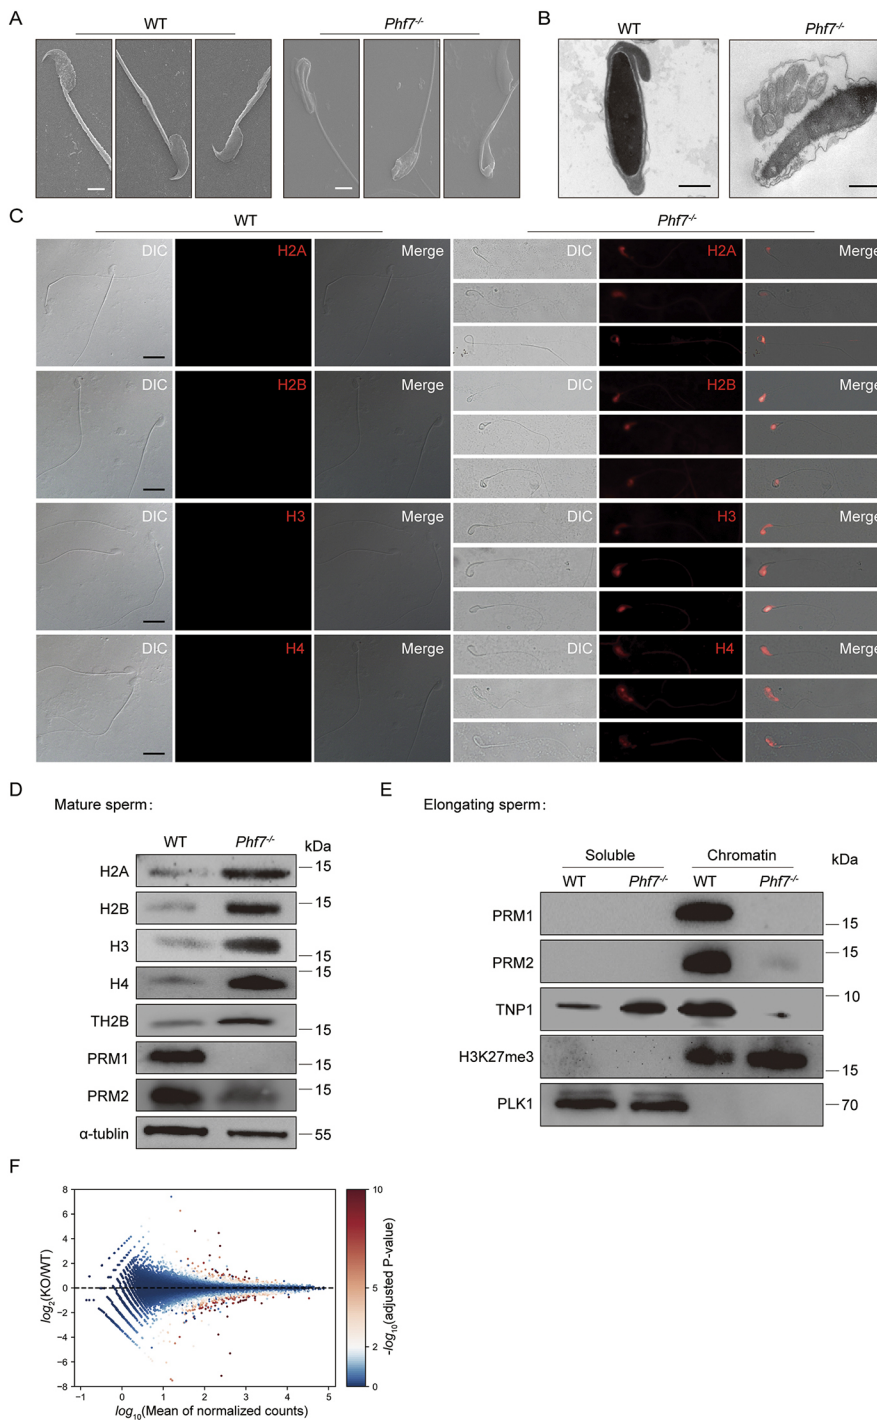 A
WT
Phf7-/-
B
WT
Phf7-/-
C
WT
Phf7-/-
DIC H2A Merge DIC H2A Merge
DIC H2B Merge DIC H2B Merge
DIC H3 Merge DIC H3 Merge
DIC H4 Merge DIC H4 Merge
D
Mature sperm:
WT Phf7-/- kDa
H2A 15
H2B 15
H3 15
H4 15
TH2B 15
PRM1 15
PRM2 15
α-tublin 55
E
Elongating sperm:
Soluble Chromatin
WT Phf7-/- WT Phf7-/- kDa
PRM1 15
PRM2 15
TNP1 10
H3K27me3 15
PLK1 70
F
8
6
4
2
0
−2
−4
−6
−8
log2(KO/WT)
−1 0 1 2 3 4 5
log10(Mean of normalized counts)
10
5
2
0
-log10(adjusted P-value)